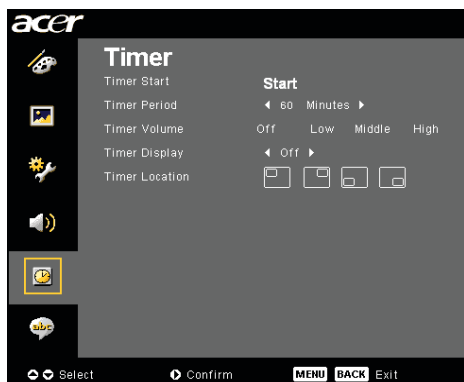 acer
Timer
Timer Start Start
Timer Period 60 Minutes
Timer Volume Off Low Middle High
Timer Display Off
Timer Location
abc
Select Confirm MENU BACK Exit